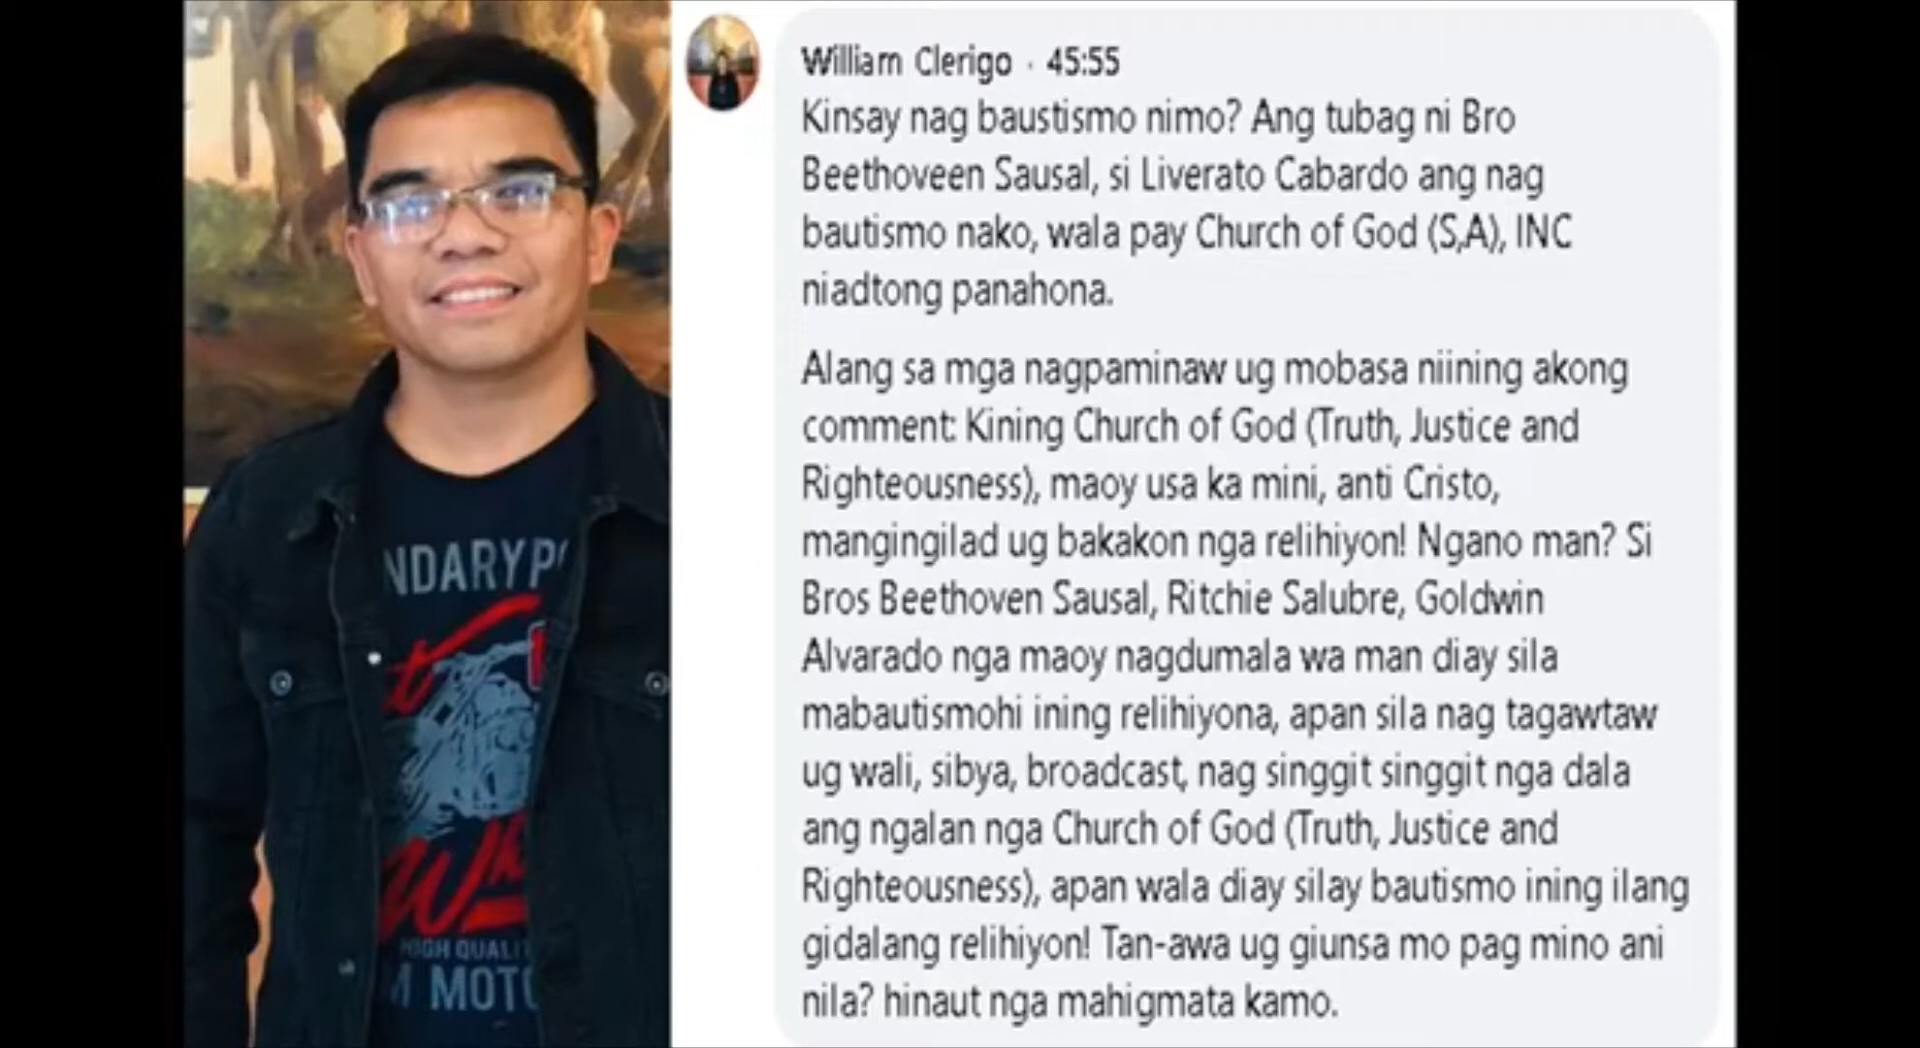 NDARY P
WH
HIGH QUALIT
M MOTO
William Clerigo · 45:55
Kinsay nag baustismo nimo? Ang tubag ni Bro
Beethoveen Sausal, si Liverato Cabardo ang nag
bautismo nako, wala pay Church of God (S,A), INC
niadtong panahona.
Alang sa mga nagpaminaw ug mobasa niining akong
comment: Kining Church of God (Truth, Justice and
Righteousness), maoy usa ka mini, anti Cristo,
mangingilad ug bakakon nga relihiyon! Ngano man? Si
Bros Beethoven Sausal, Ritchie Salubre, Goldwin
Alvarado nga maoy nagdumala wa man diay sila
mabautismohi ining relihiyona, apan sila nag tagawtaw
ug wali, sibya, broadcast, nag singgit singgit nga dala
ang ngalan nga Church of God (Truth, Justice and
Righteousness), apan wala diay silay bautismo ining ilang
gidalang relihiyon! Tan-awa ug giunsa mo pag mino ani
nila? hinaut nga mahigmata kamo.